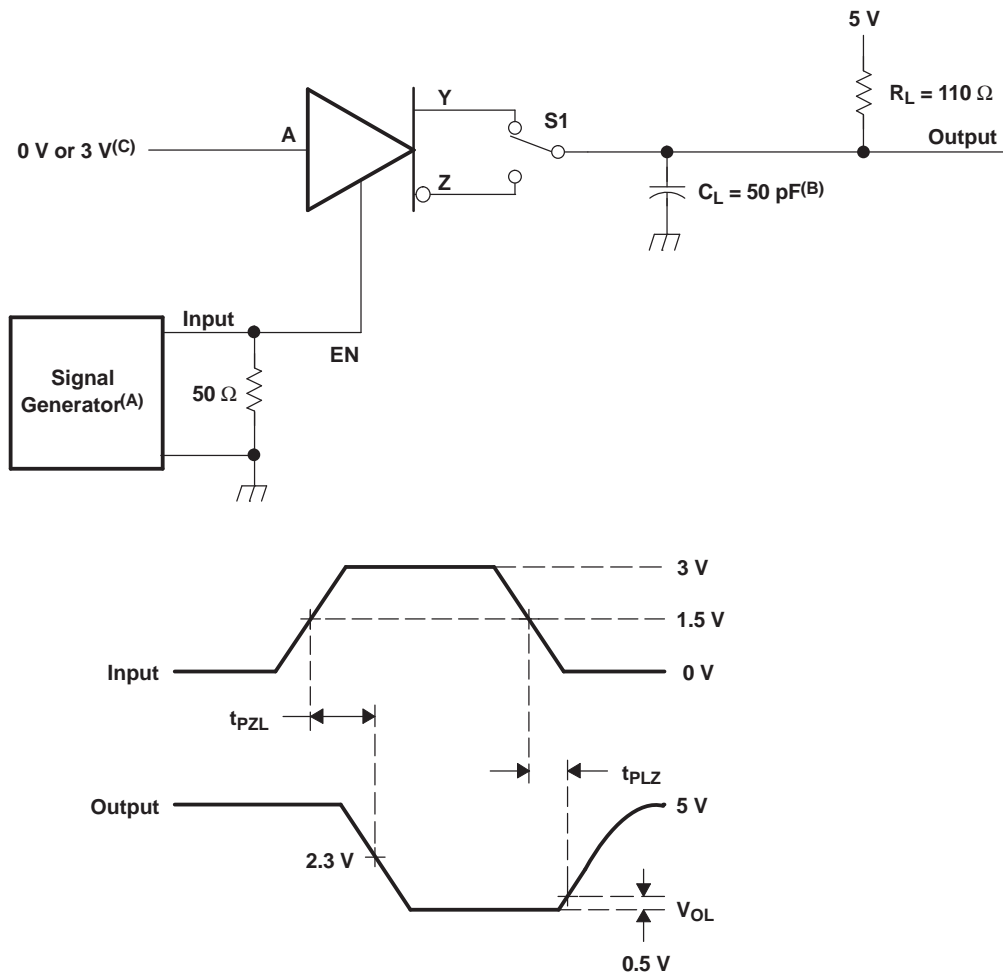 5 V
R_L = 110 Ω
Output
Y
S1
A
0 V or 3 V(C)
Z
C_L = 50 pF(B)
Input
EN
Signal
Generator(A)
50 Ω
3 V
1.5 V
Input
0 V
t_PZL
t_PLZ
Output
5 V
2.3 V
V_OL
0.5 V